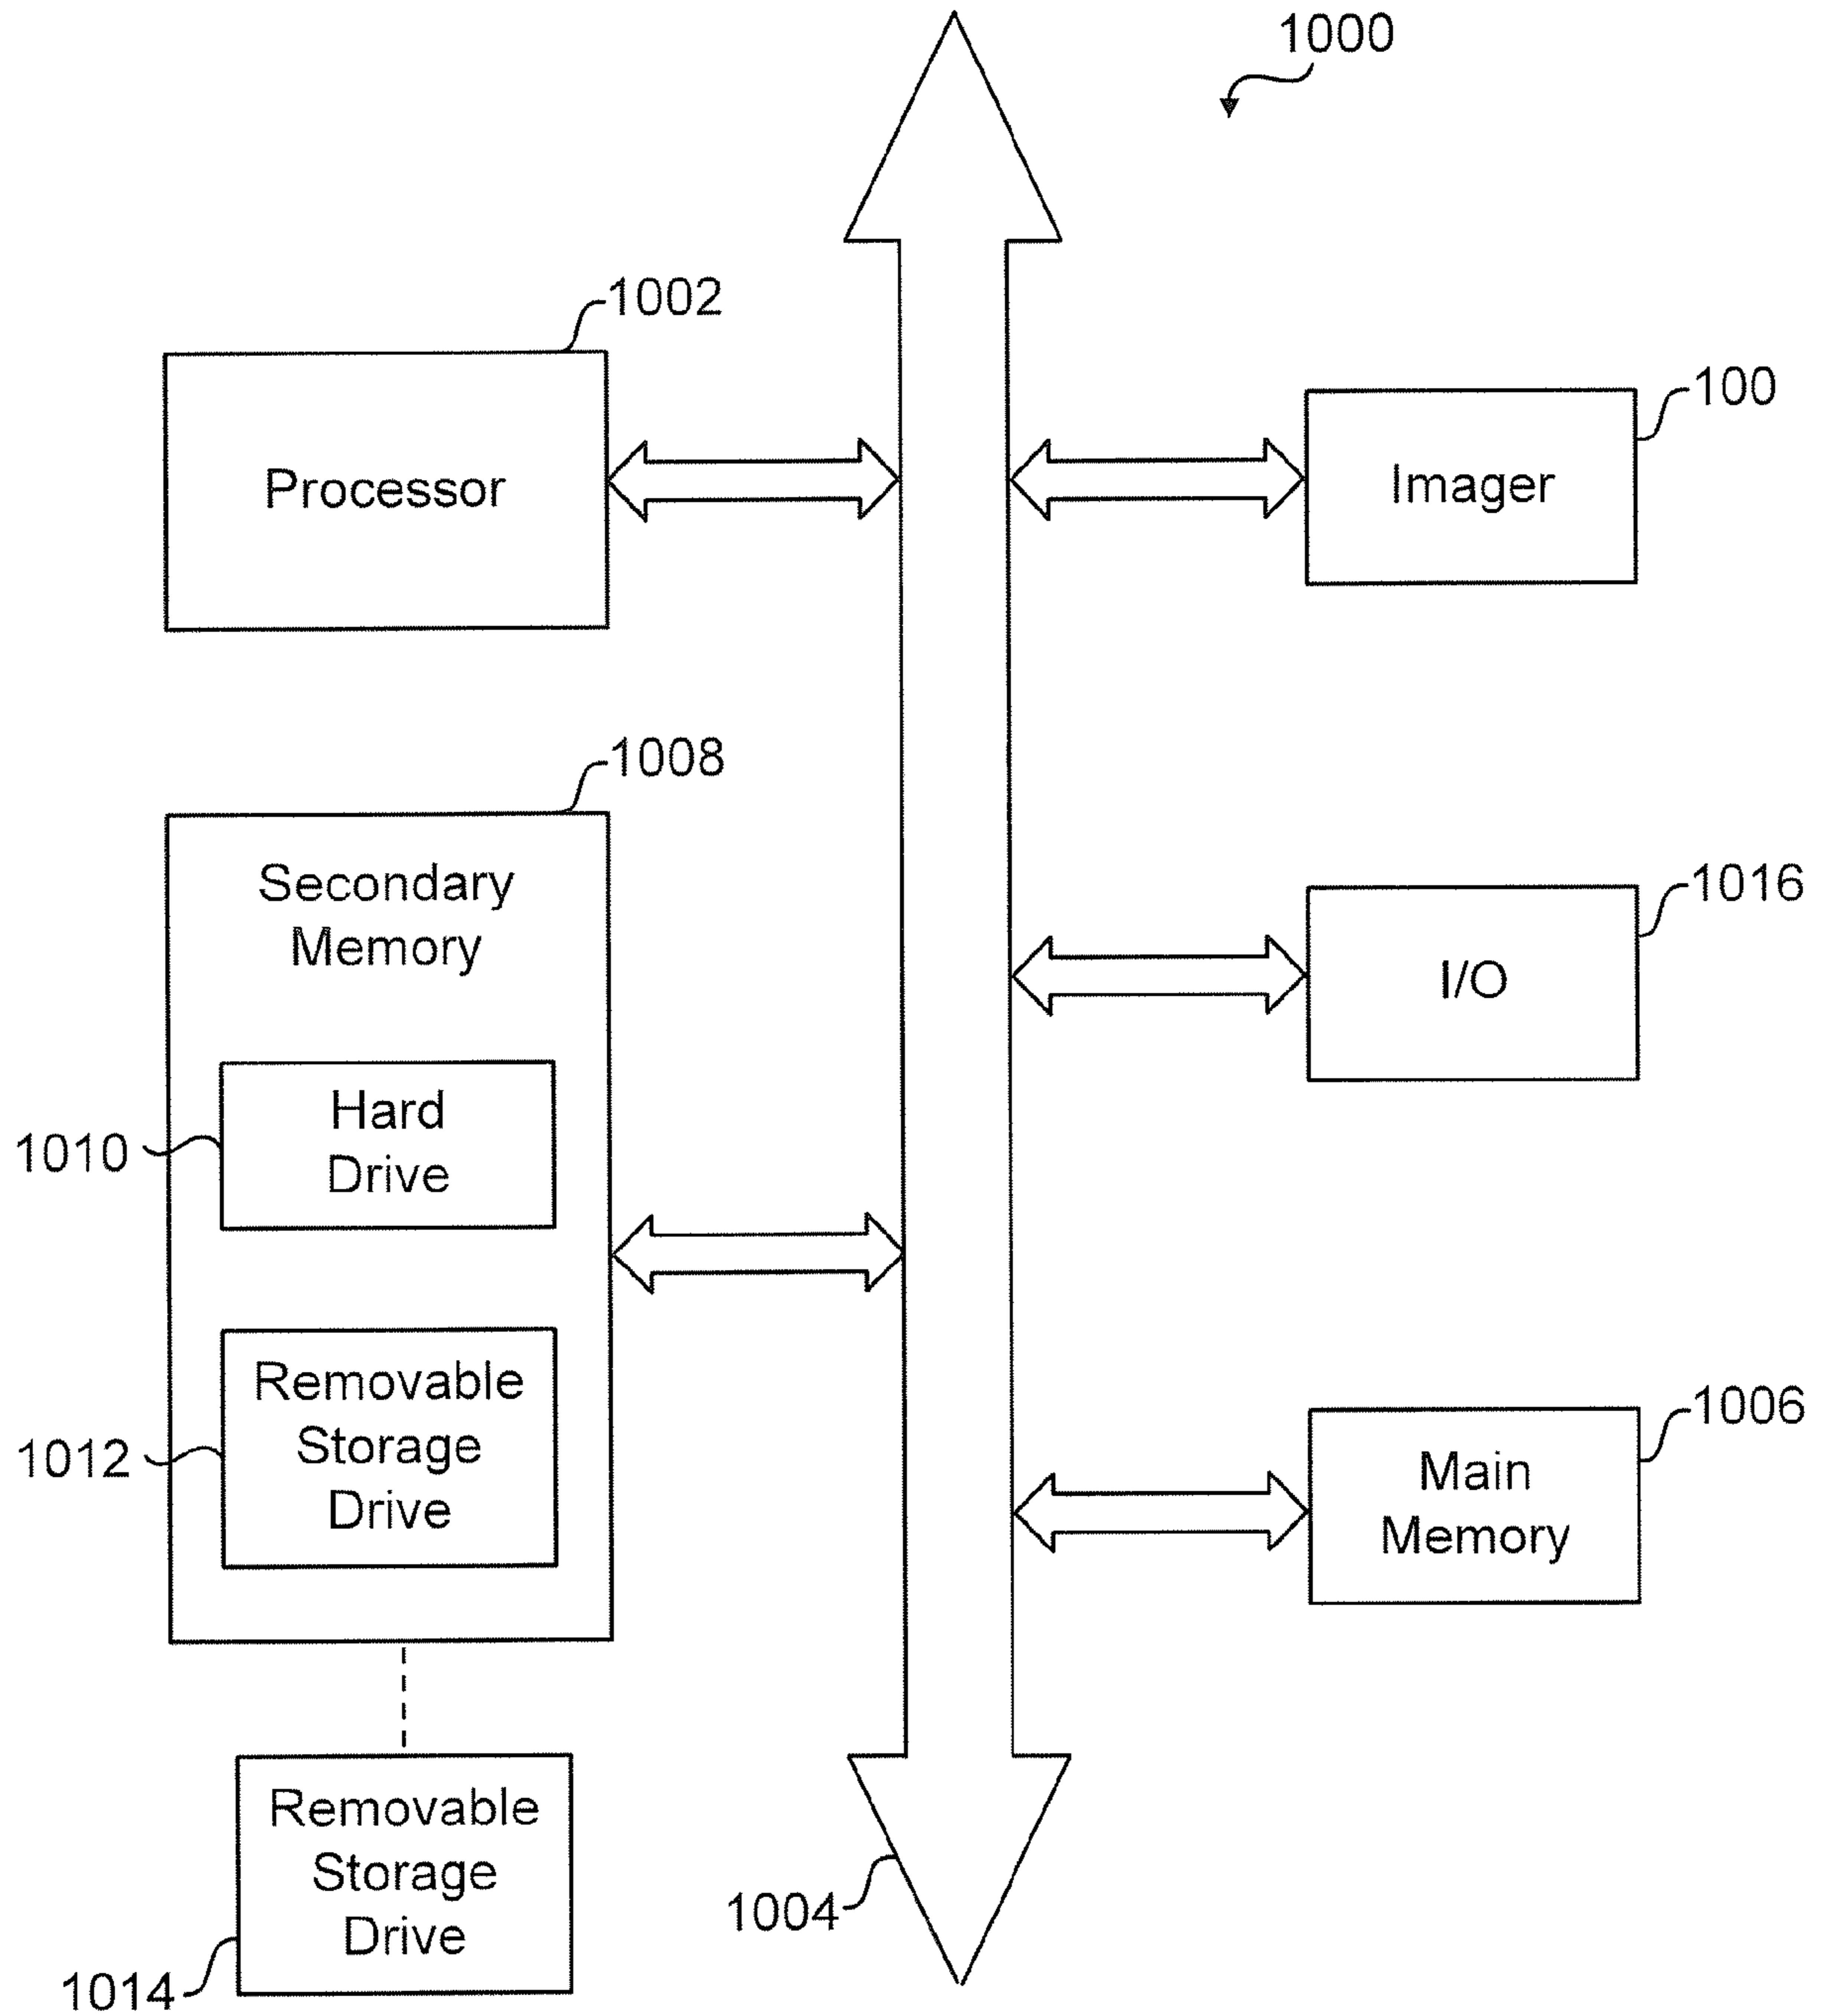 1000
1002
Processor
100
Imager
1008
Secondary
Memory
1016
I/O
1010
Hard
Drive
1012
Removable
Storage
Drive
1006
Main
Memory
1004
Removable
Storage
Drive
1014